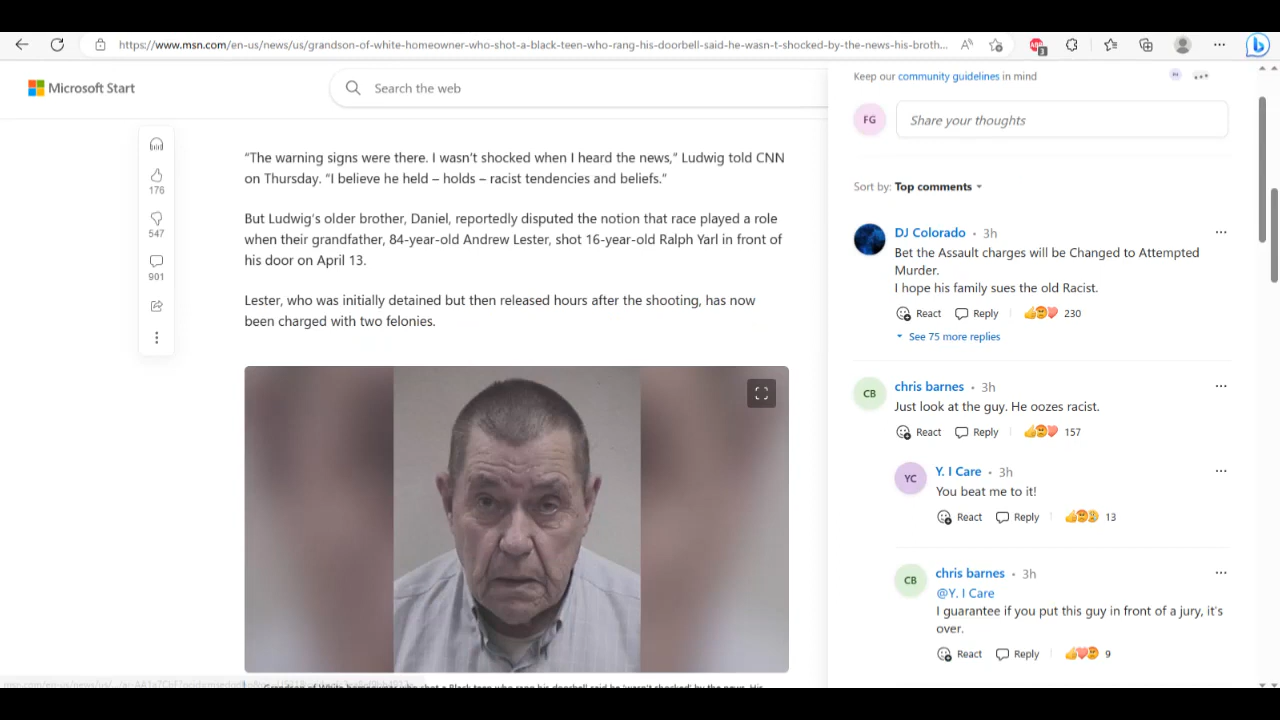 https://www.msn.com/en-us/news/us/grandson-of-white-homeowner-who-shot-a-black-teen-who-rang-his-doorbell-said-he-wasn-t-shocked-by-the-news-his-broth...
Microsoft Start
Search the web
176
547
901
“The warning signs were there. I wasn’t shocked when I heard the news,” Ludwig told CNN
on Thursday. “I believe he held – holds – racist tendencies and beliefs.”
But Ludwig’s older brother, Daniel, reportedly disputed the notion that race played a role
when their grandfather, 84-year-old Andrew Lester, shot 16-year-old Ralph Yarl in front of
his door on April 13.
Lester, who was initially detained but then released hours after the shooting, has now
been charged with two felonies.
Keep our community guidelines in mind
FG
Share your thoughts
Sort by: Top comments
DJ Colorado • 3h
Bet the Assault charges will be Changed to Attempted
Murder.
I hope his family sues the old Racist.
React Reply 230
See 75 more replies
CB
chris barnes • 3h
Just look at the guy. He oozes racist.
React Reply 157
YC
Y. I Care • 3h
You beat me to it!
React Reply 13
CB
chris barnes • 3h
@Y. I Care
I guarantee if you put this guy in front of a jury, it's
over.
React Reply 9